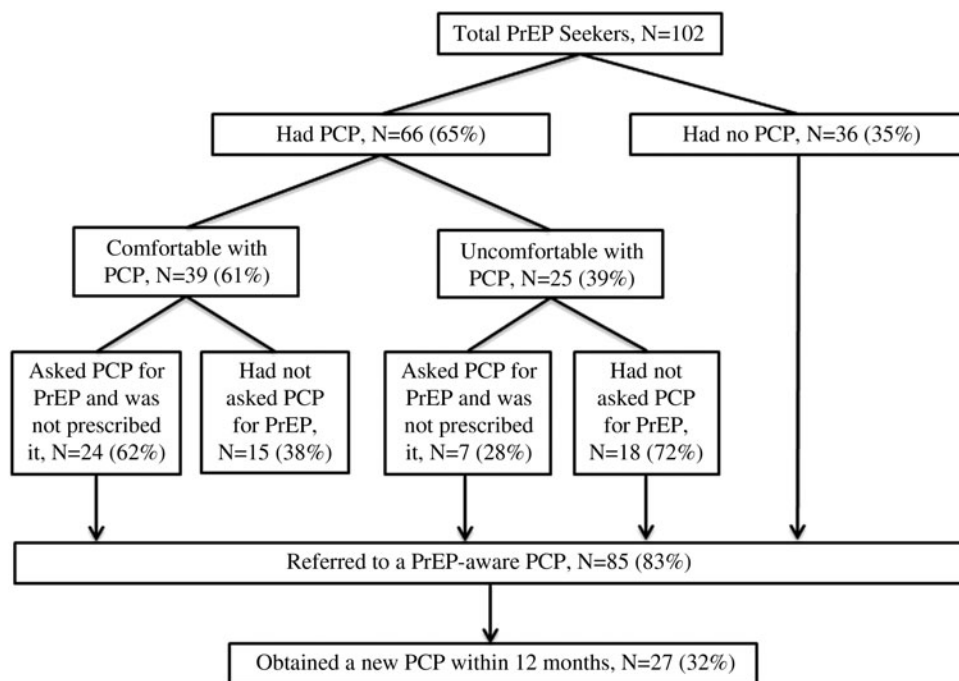 Total PrEP Seekers, N=102
Had PCP, N=66 (65%)
Had no PCP, N=36 (35%)
Comfortable with
PCP, N=39 (61%)
Uncomfortable with
PCP, N=25 (39%)
Asked PCP for
PrEP and was
not prescribed
it, N=24 (62%)
Had not
asked PCP
for PrEP,
N=15 (38%)
Asked PCP for
PrEP and was
not prescribed
it, N=7 (28%)
Had not
asked PCP
for PrEP,
N=18 (72%)
Referred to a PrEP-aware PCP, N=85 (83%)
Obtained a new PCP within 12 months, N=27 (32%)